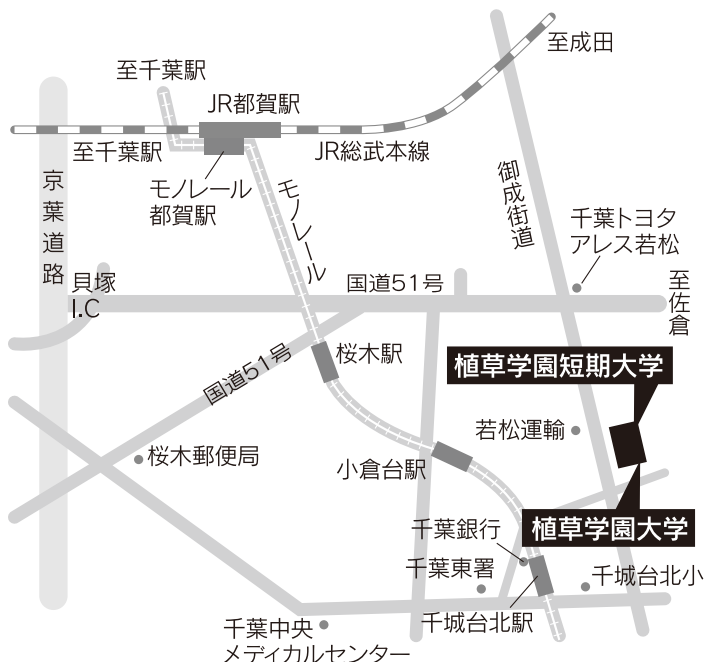 至成田
至千葉駅
JR都賀駅
至千葉駅
JR総武本線
モノレール
都賀駅
モノレール
京葉道路
御成街道
千葉トヨタ
アレス若松
貝塚
I.C
国道51号
至佐倉
国道51号
桜木駅
植草学園短期大学
若松運輸
桜木郵便局
小倉台駅
植草学園大学
千葉銀行
千葉東署
千城台北小
千城台北駅
千葉中央
メディカルセンター